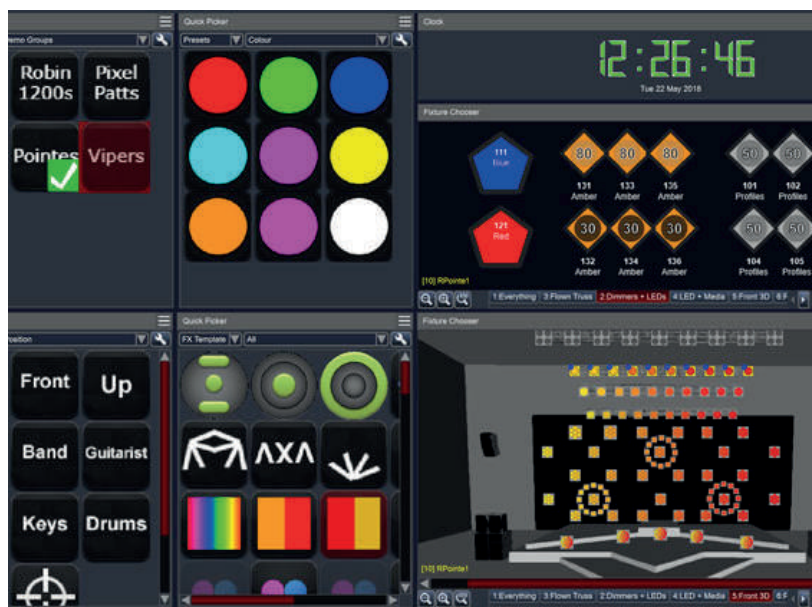 Quick Picker
Clock
Presets
Colour
Robin
1200s
Pixel
Patts
Pointes
Vipers
12:26:46
Tue 22 May 2018
Fixture Chooser
111
Blue
80
80
80
50
50
131
133
135
101
102
Amber
Amber
Amber
Profiles
Profiles
121
Red
30
30
30
50
50
132
134
136
104
105
Amber
Amber
Amber
Profiles
Profiles
[10] RPointe1
1:Everything
3:Flown Truss
2:Dimmers + LEDs
4:LED + Media
5:Front 3D
Quick Picker
Fixture Chooser
FX Template
All
Front
Up
Band
Guitarist
Keys
Drums
[10] RPointe1
1:Everything
3:Flown Truss
2:Dimmers + LEDs
4:LED + Media
5:Front 3D